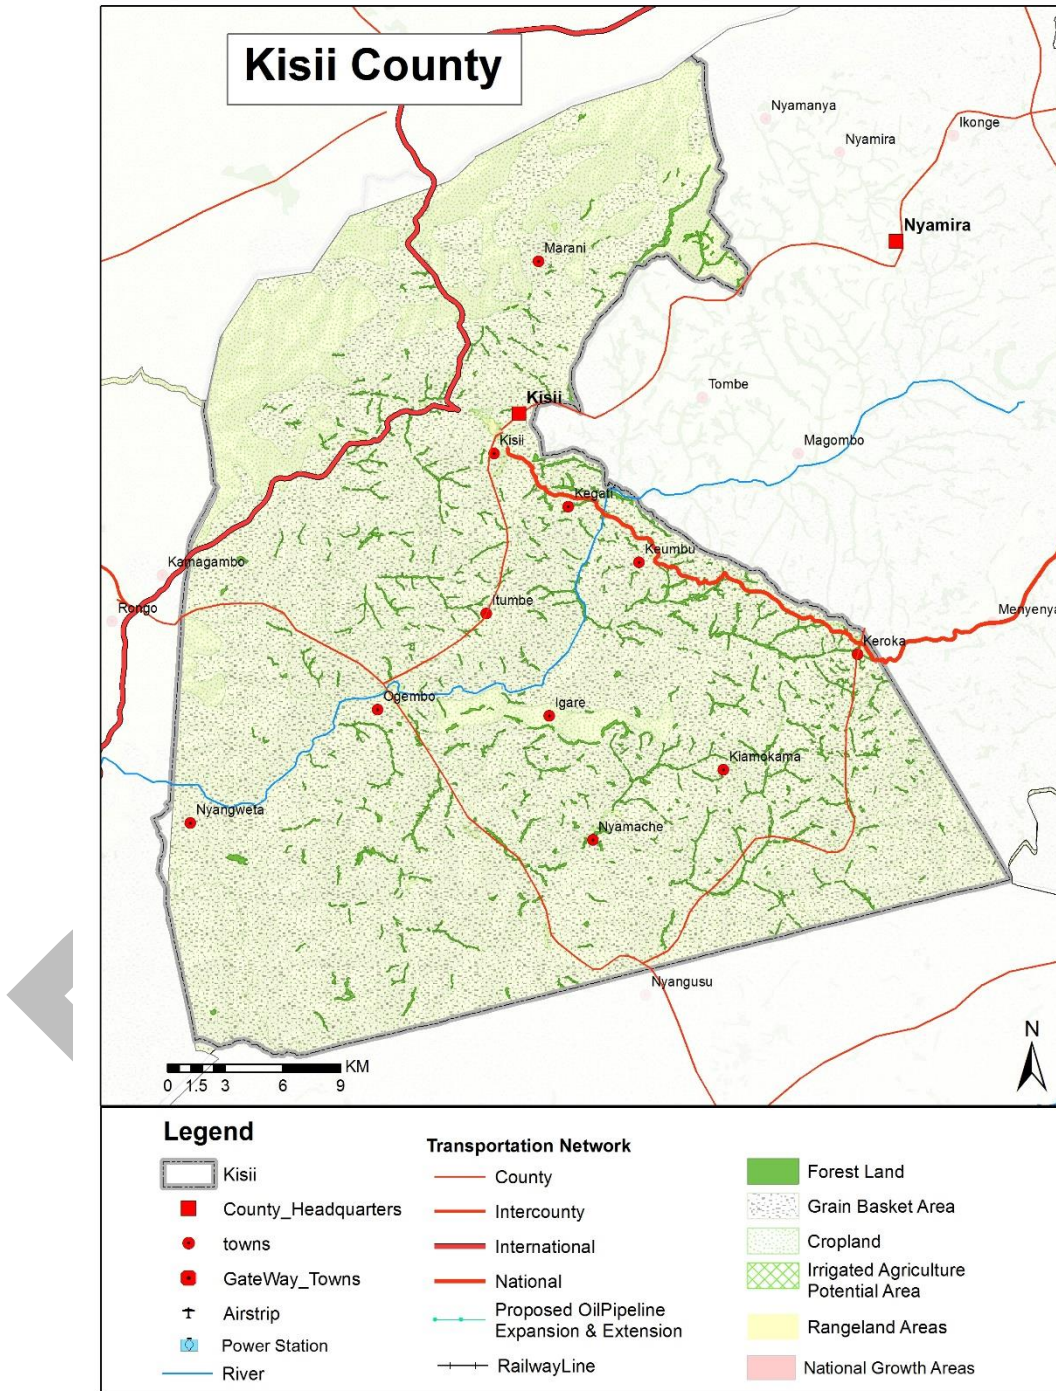 Kisii County
Nyamanya
Nyamira
Ikonge
Nyamira
Marani
Tombe
Kisii
Kisii
Magombo
Kegati
Keumbu
Kamagambo
Rongo
Itumbe
Menyenya
Keroka
Ogembo
Igare
Kiamokama
Nyangweta
Nyamache
Nyangusu
N
KM
0 1.5 3 6 9
Legend
Kisii
County_Headquarters
towns
GateWay_Towns
Airstrip
Power Station
River
Transportation Network
County
Intercounty
International
National
Proposed OilPipeline
Expansion & Extension
RailwayLine
Forest Land
Grain Basket Area
Cropland
Irrigated Agriculture
Potential Area
Rangeland Areas
National Growth Areas